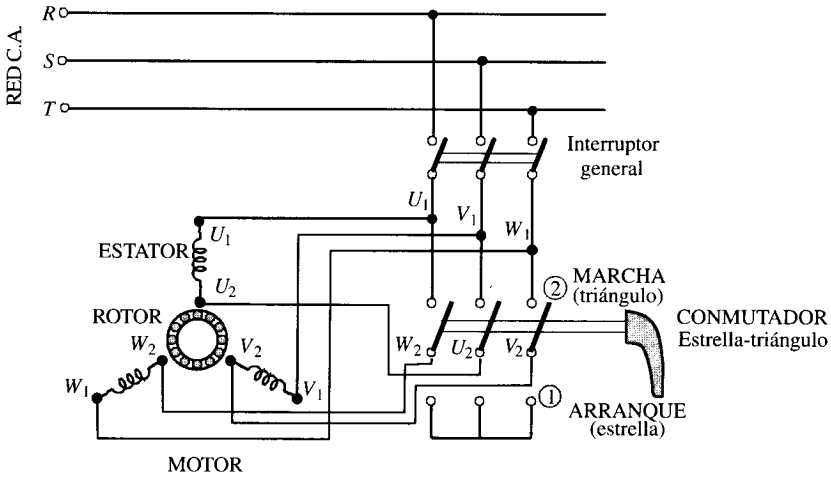 RED C.A.
R
S
T
Interruptor
general
U1
V1
W1
U1
ESTATOR
U2
② MARCHA
(triángulo)
ROTOR
CONMUTADOR
Estrella-triángulo
W2
V2
W2
U2
V2
W1
V1
① ARRANQUE
(estrella)
MOTOR